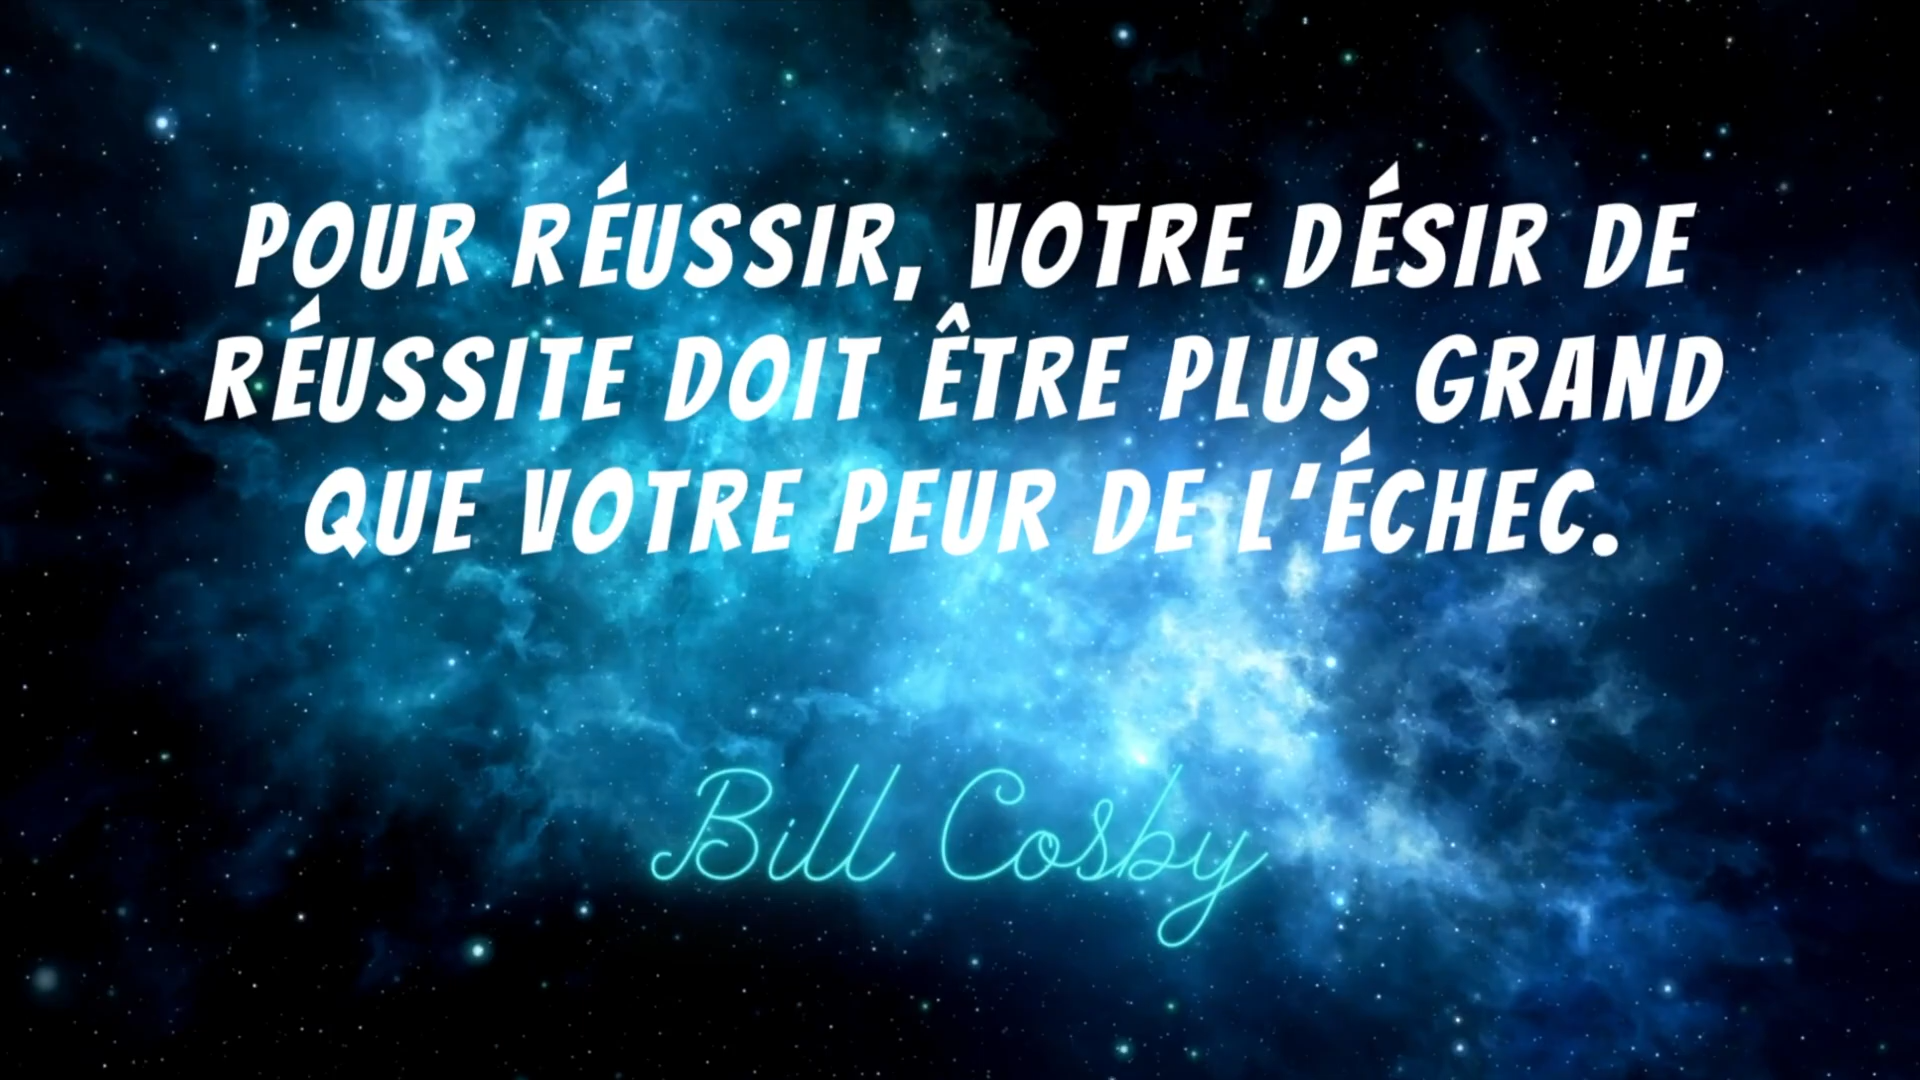 POUR RÉUSSIR, VOTRE DÉSIR DE
RÉUSSITE DOIT ÊTRE PLUS GRAND
QUE VOTRE PEUR DE L'ÉCHEC.
Bill Cosby